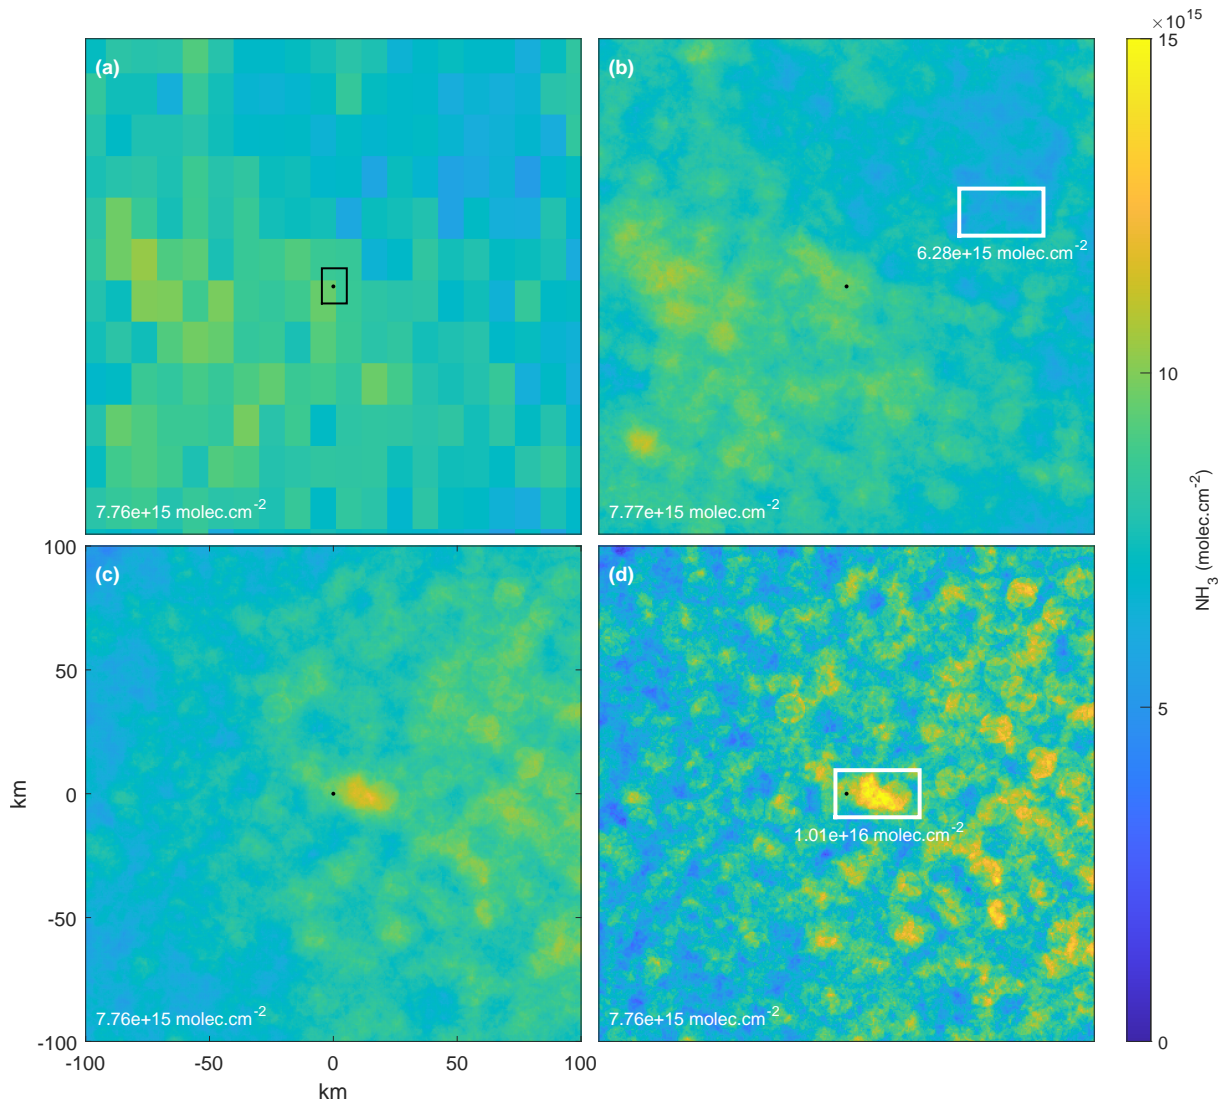 ×10¹⁵
(a)
7.76e+15 molec.cm⁻²
(b)
6.28e+15 molec.cm⁻²
7.77e+15 molec.cm⁻²
15
10
5
0
NH₃ (molec.cm⁻²)
100
50
0
-50
-100
km
(c)
7.76e+15 molec.cm⁻²
-100
-50
0
50
100
km
(d)
1.01e+16 molec.cm⁻²
7.76e+15 molec.cm⁻²